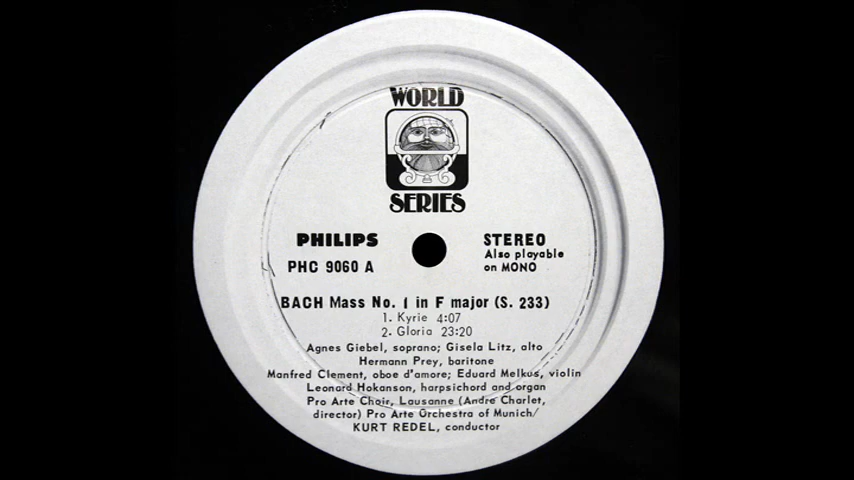 WORLD
SERIES
PHILIPS
PHC 9060 A
STEREO
Also playable
on MONO
BACH Mass No. 1 in F major (S. 233)
1. Kyrie 4:07
2. Gloria 23:20
Agnes Giebel, soprano; Gisela Litz, alto
Hermann Prey, baritone
Manfred Clement, oboe d'amore; Eduard Melkus, violin
Leonard Hokanson, harpsichord and organ
Pro Arte Choir, Lausanne (Andre Charlet,
director) Pro Arte Orchestra of Munich/
KURT REDEL, conductor